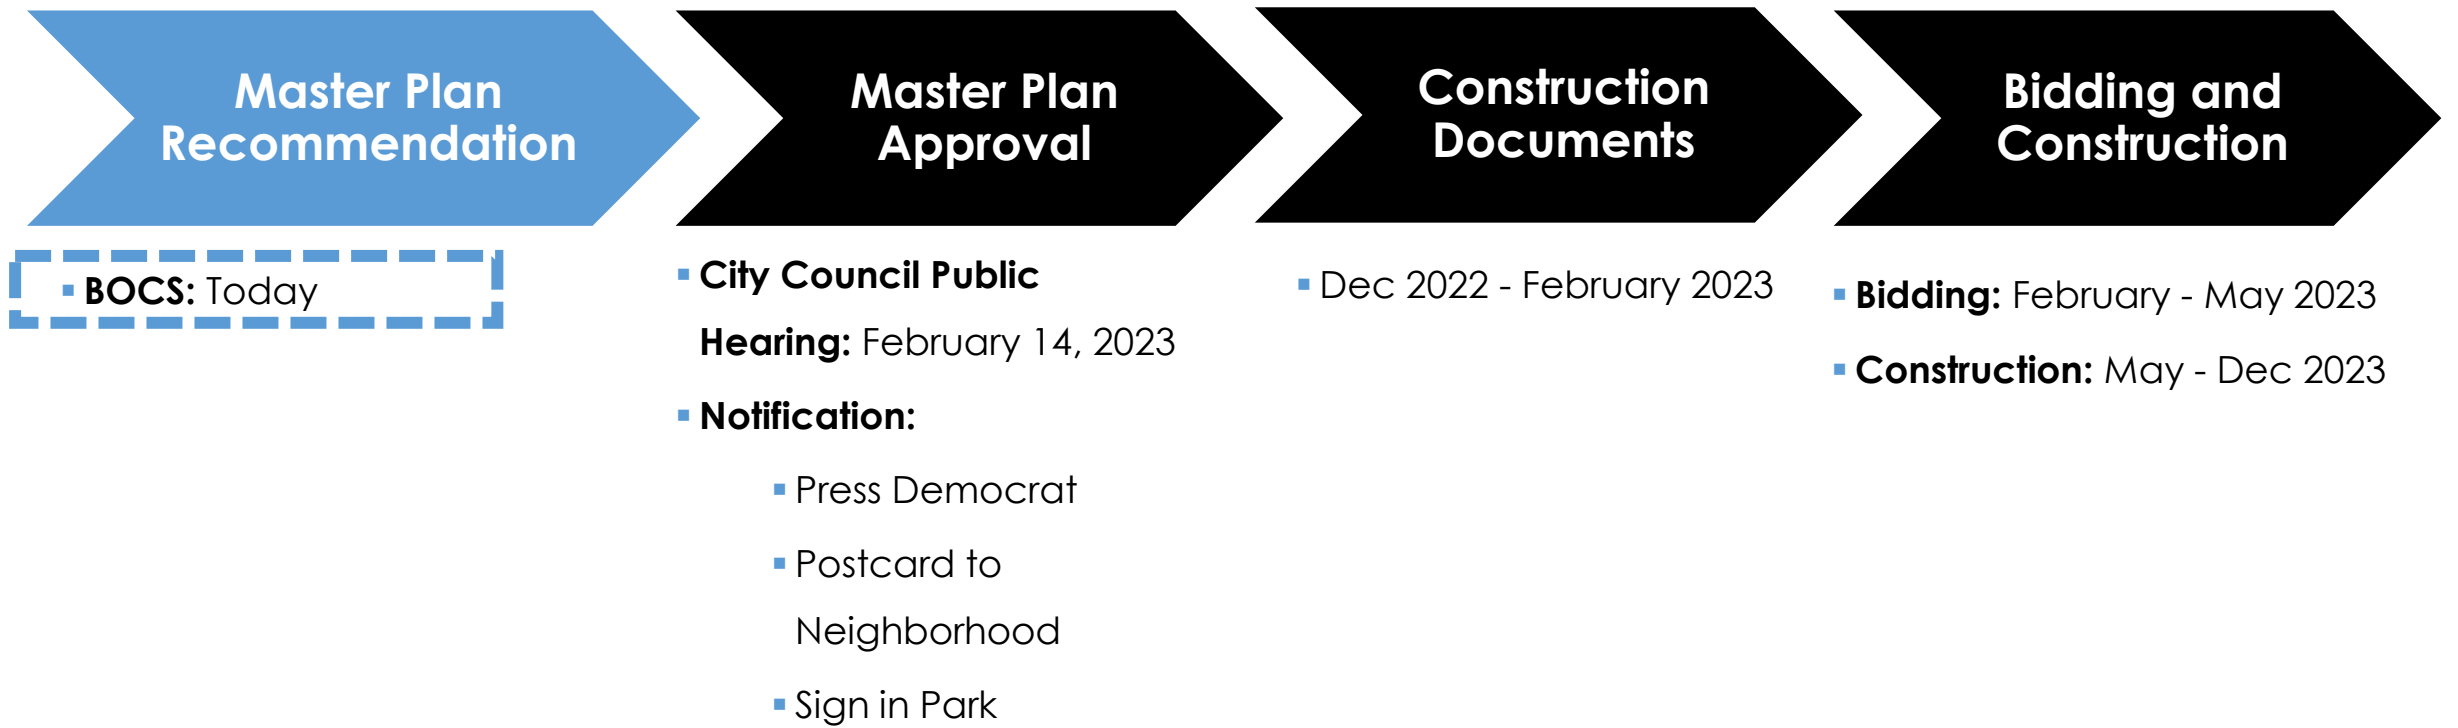 Master Plan
Recommendation
Master Plan
Approval
Construction
Documents
Bidding and
Construction
▪ BOCS: Today
▪ City Council Public
Hearing: February 14, 2023
▪ Notification:
▪ Press Democrat
▪ Postcard to
Neighborhood
▪ Sign in Park
▪ Dec 2022 - February 2023
▪ Bidding: February - May 2023
▪ Construction: May - Dec 2023